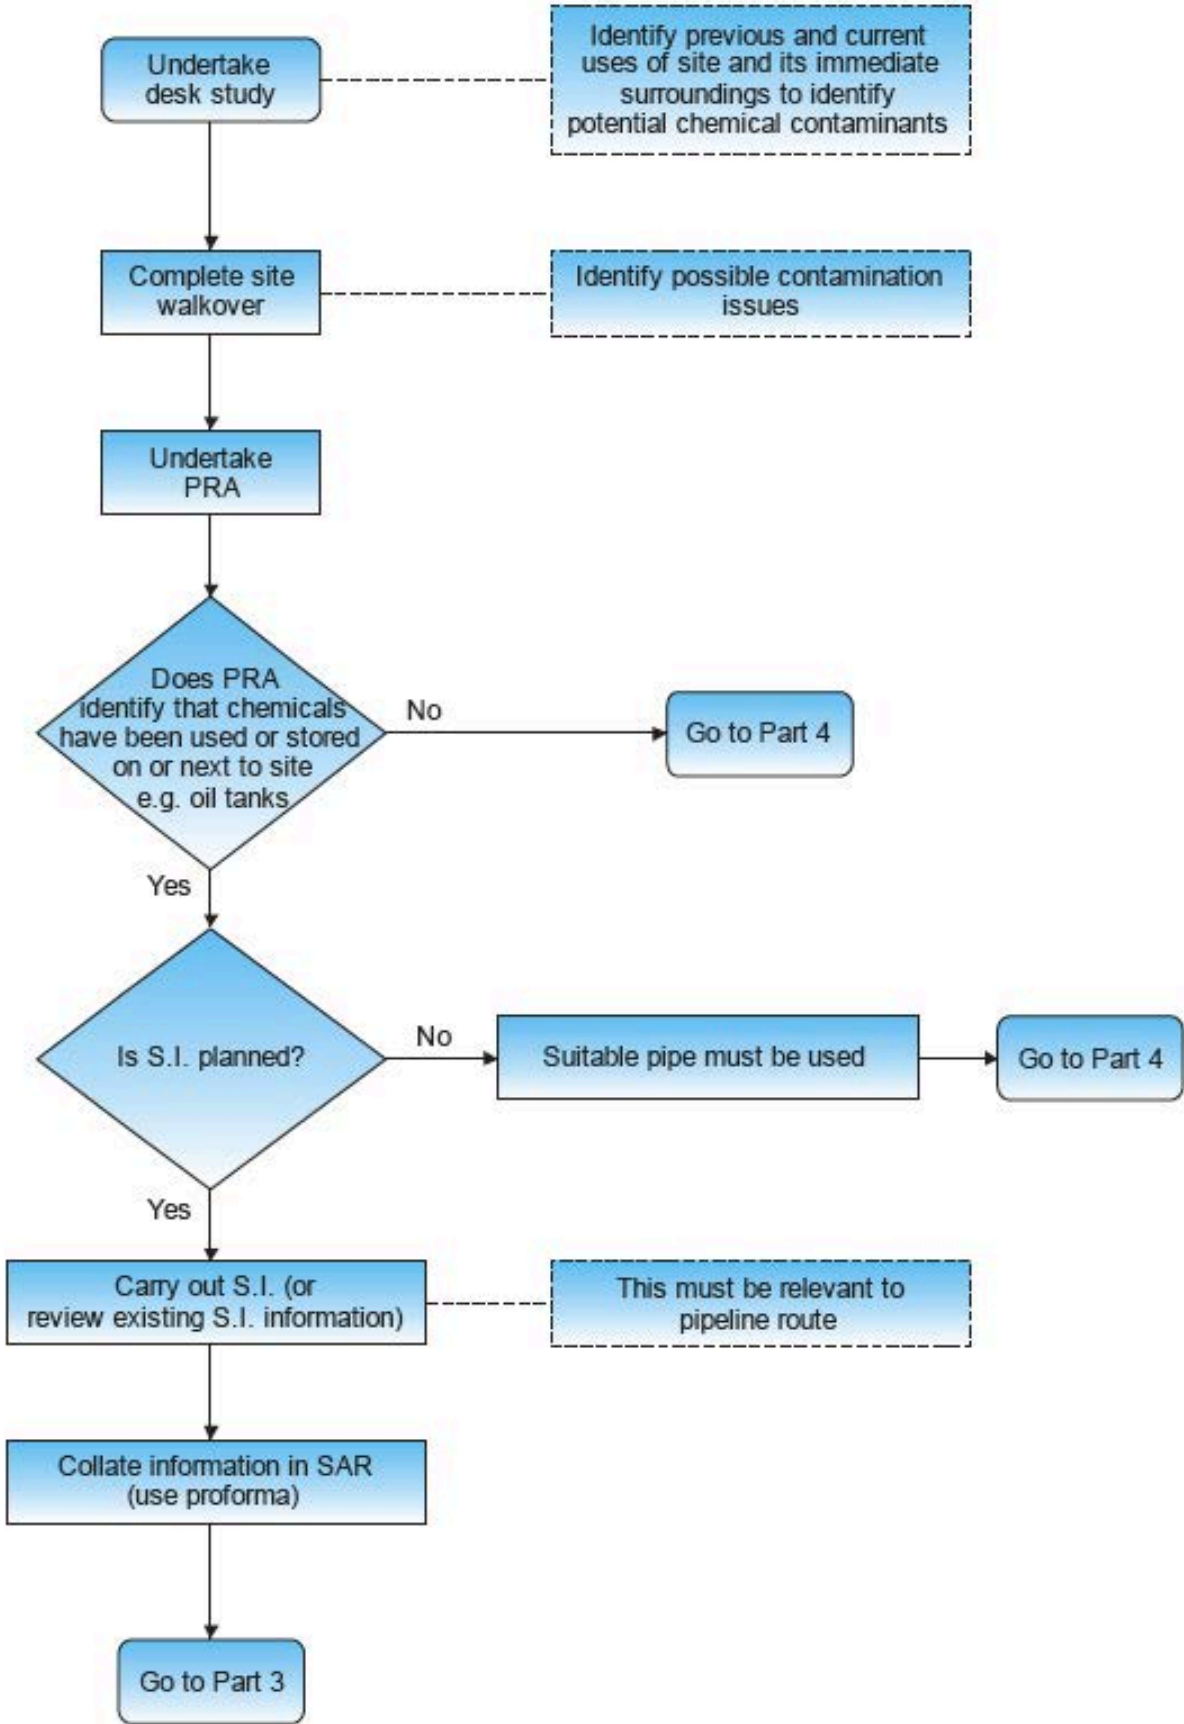 Undertake
desk study
Identify previous and current
uses of site and its immediate
surroundings to identify
potential chemical contaminants
Complete site
walkover
Identify possible contamination
issues
Undertake
PRA
Does PRA
identify that chemicals
have been used or stored
on or next to site
e.g. oil tanks
No
Go to Part 4
Yes
Is S.I. planned?
No
Suitable pipe must be used
Go to Part 4
Yes
Carry out S.I. (or
review existing S.I. information)
This must be relevant to
pipeline route
Collate information in SAR
(use proforma)
Go to Part 3